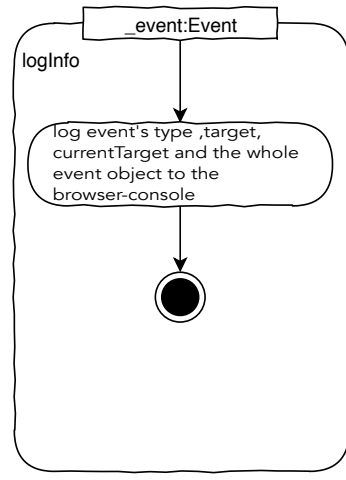 _event:Event
logInfo
log event's type ,target,
currentTarget and the whole
event object to the
browser-console